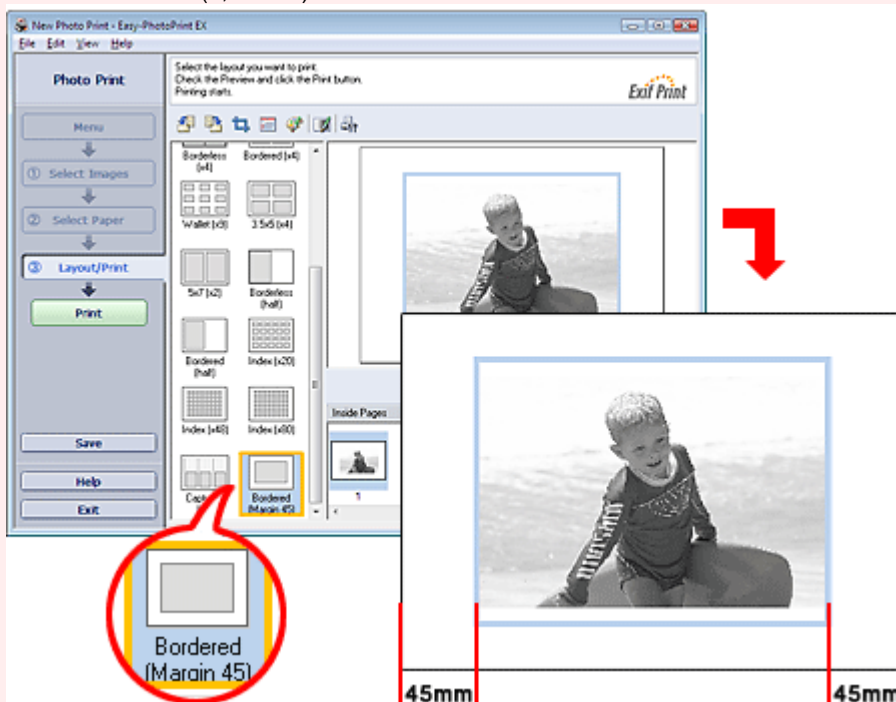 New Photo Print - Easy-PhotoPrint EX
File Edit View Help
Photo Print
Select the layout you want to print.
Check the Preview and click the Print button.
Printing starts.
Exif Print
Menu
① Select Images
② Select Paper
③ Layout/Print
Print
Save
Help
Exit
Borderless
(x4)
Bordered (x4)
Wallet (x9)
3.5x5 (x4)
5x7 (x2)
Borderless
(half)
Bordered
(half)
Index (x20)
Index (x48)
Index (x80)
Bordered
(Margin 45)
Inside Pages
1
Bordered
(Margin 45)
45mm
45mm